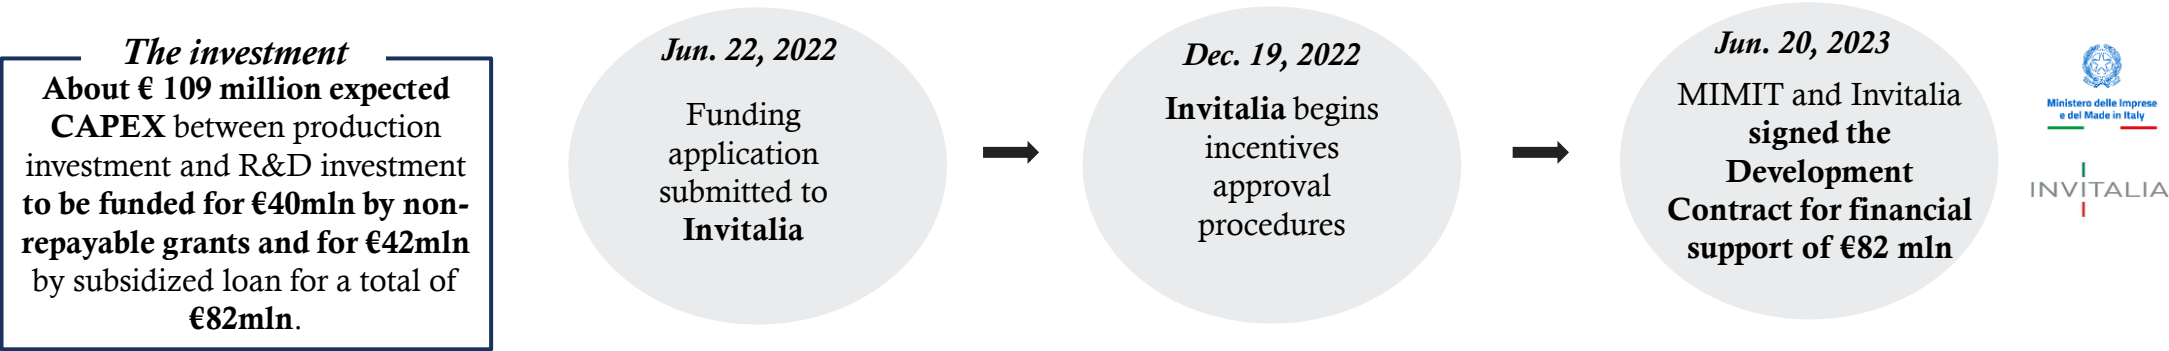 The investment
About € 109 million expected
CAPEX between production
investment and R&D investment
to be funded for €40mln by non-
repayable grants and for €42mln
by subsidized loan for a total of
€82mln.
Jun. 22, 2022
Funding
application
submitted to
Invitalia
Dec. 19, 2022
Invitalia begins
incentives
approval
procedures
Jun. 20, 2023
MIMIT and Invitalia
signed the
Development
Contract for financial
support of €82 mln
Ministero delle Imprese
e del Made in Italy
INVITALIA